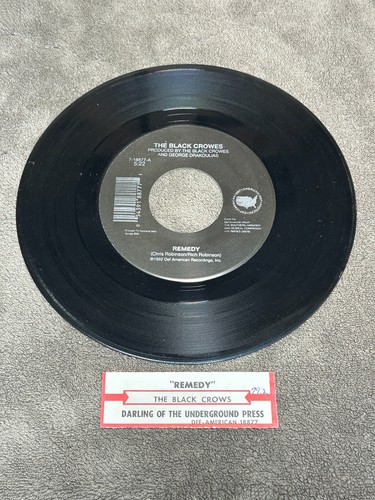 THE BLACK CROWES
PRODUCED BY THE BLACK CROWES
AND GEORGE DRAKOULIAS
7-18877-A
5:22
REMEDY
(Chris Robinson/Rich Robinson)
℗1992 Def American Recordings, Inc.
"REMEDY"
THE BLACK CROWS
DARLING OF THE UNDERGROUND PRESS
DEF-AMERICAN 18877